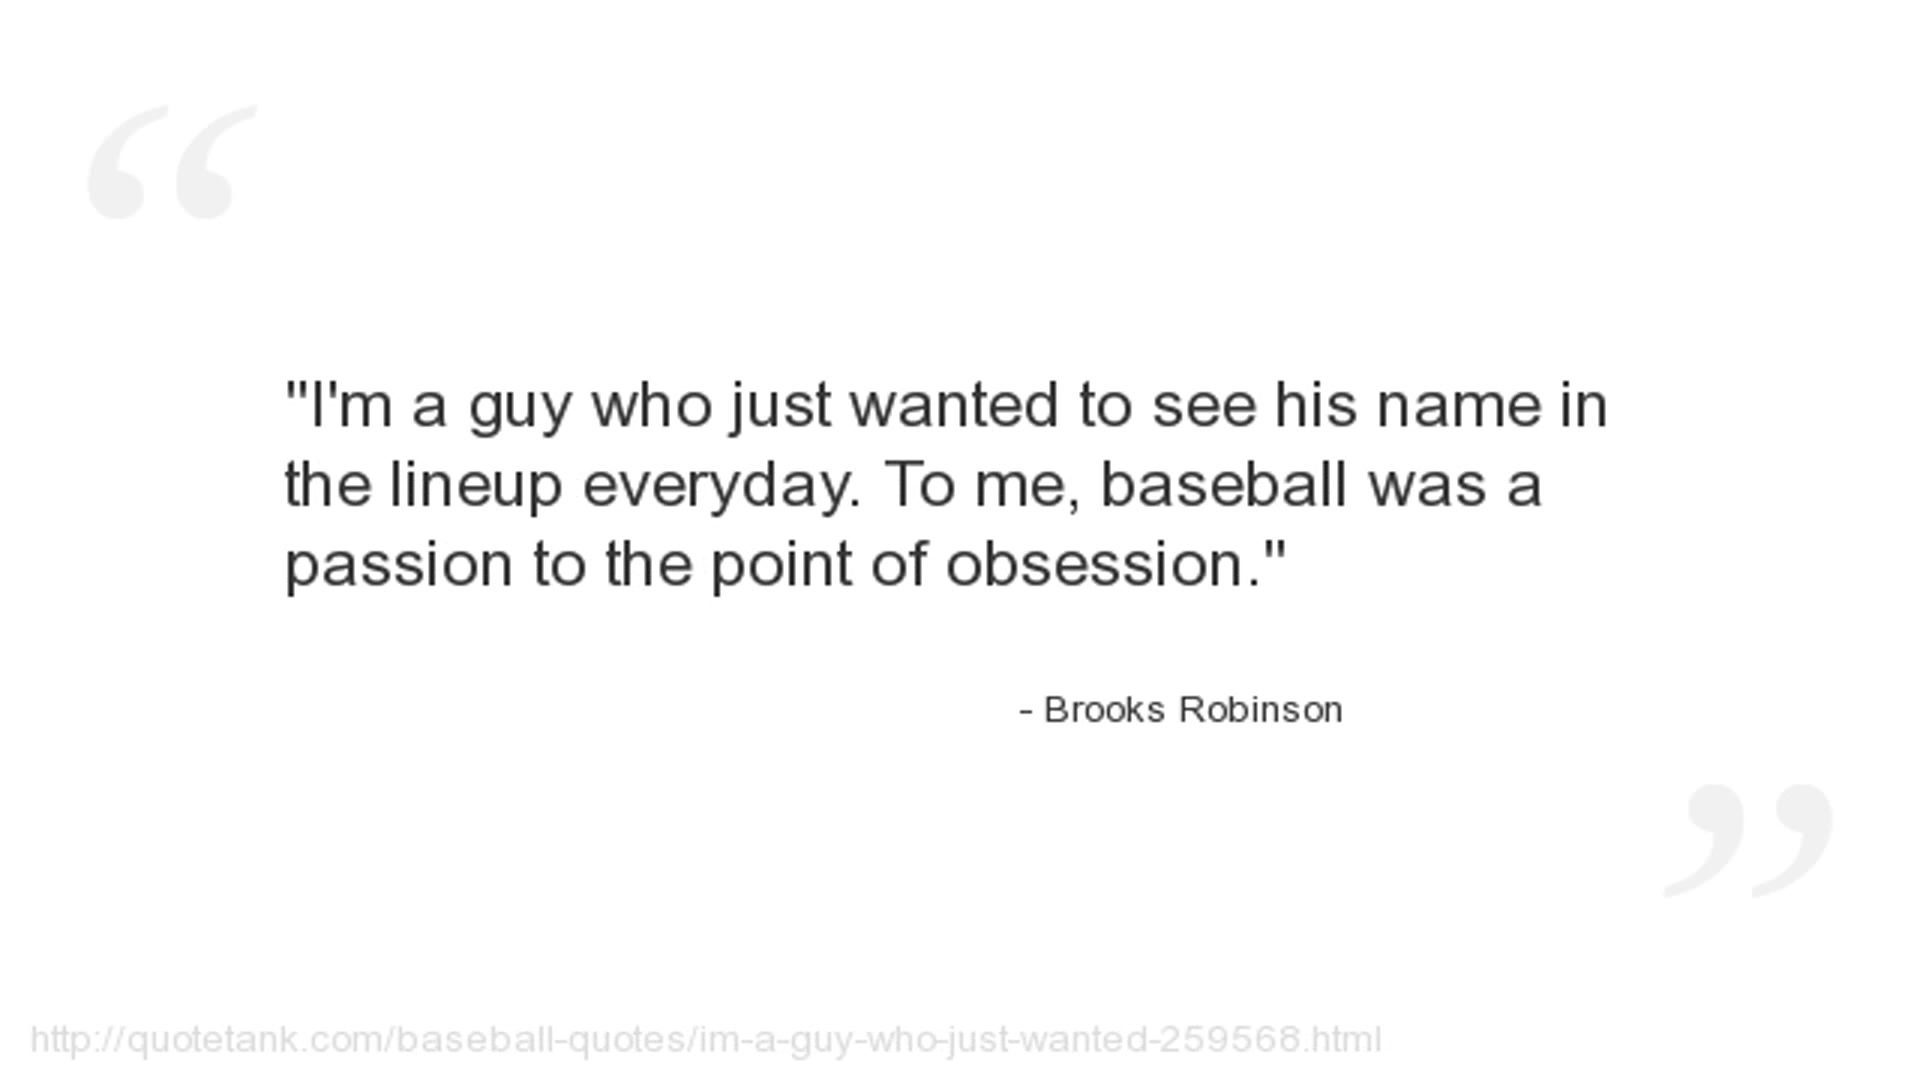 "I'm a guy who just wanted to see his name in
the lineup everyday. To me, baseball was a
passion to the point of obsession."
- Brooks Robinson
http://quotetank.com/baseball-quotes/im-a-guy-who-just-wanted-259568.html